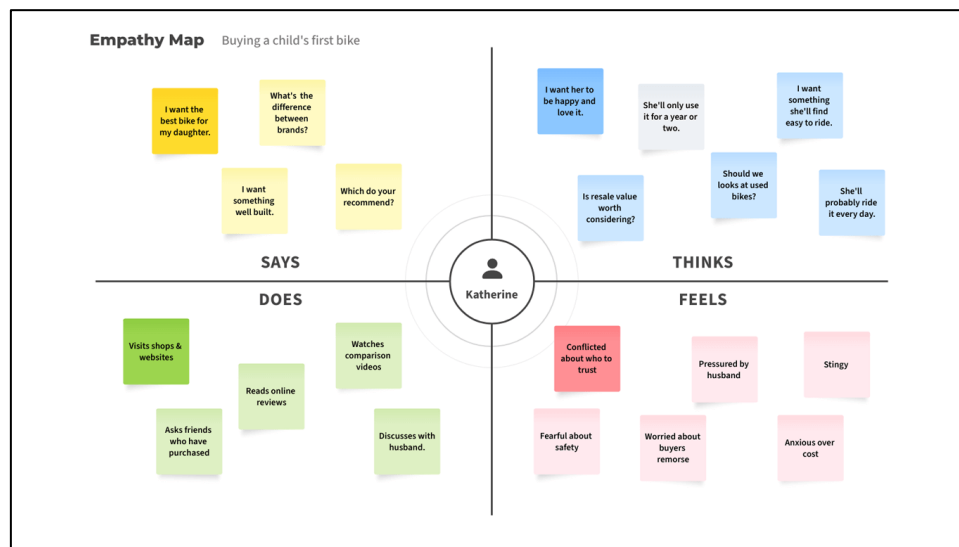 Empathy Map Buying a child's first bike
I want the
best bike for
my daughter.
What's the
difference
between
brands?
I want
something
well built.
Which do your
recommend?
SAYS
I want her to
be happy and
love it.
She'll only use
it for a year or
two.
I want
something
she'll find
easy to ride.
Is resale value
worth
considering?
Should we
looks at used
bikes?
She'll
probably ride
it every day.
THINKS
Katherine
DOES
Visits shops &
websites
Watches
comparison
videos
Reads online
reviews
Asks friends
who have
purchased
Discusses with
husband.
FEELS
Conflicted
about who to
trust
Pressured by
husband
Stingy
Fearful about
safety
Worried about
buyers
remorse
Anxious over
cost